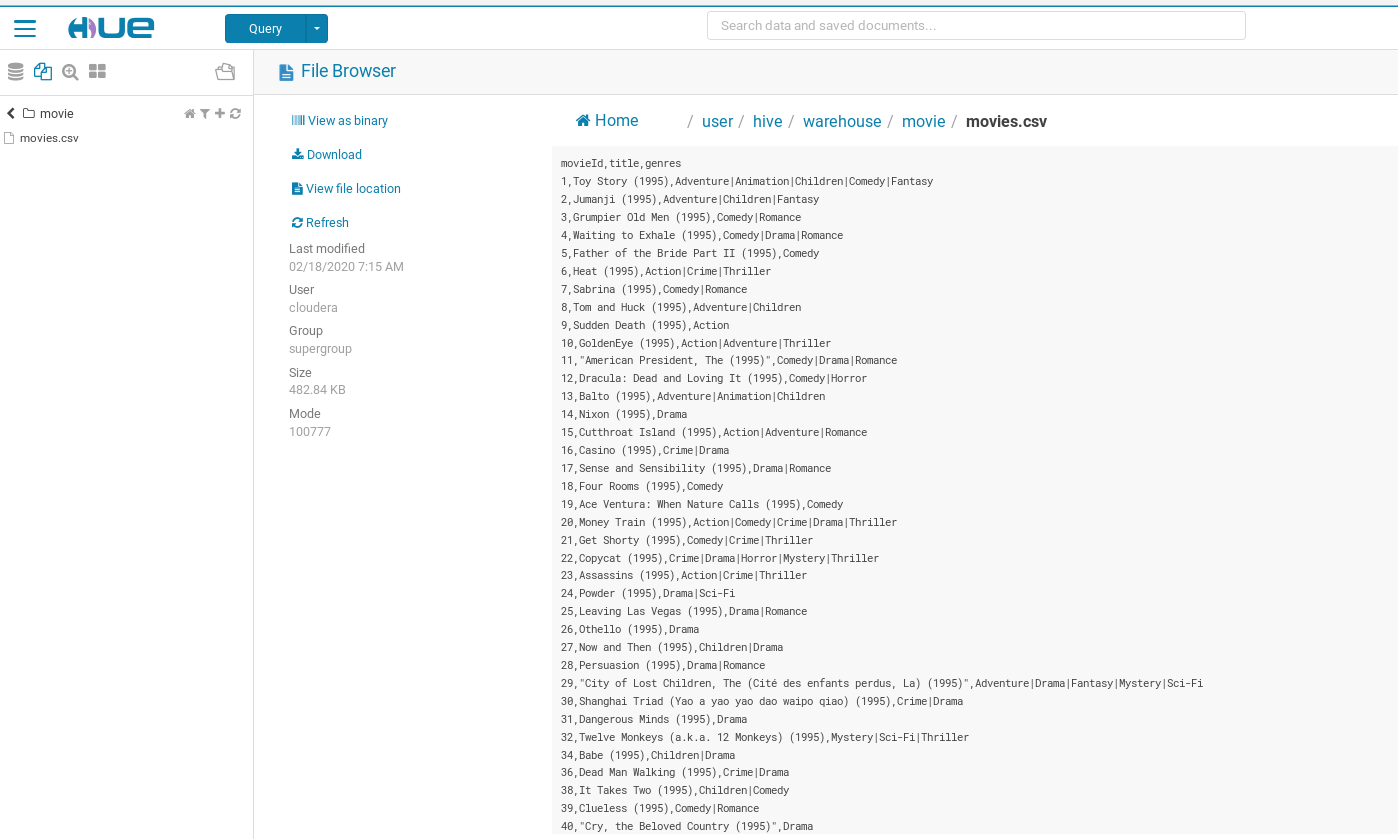 HUE
Query
Search data and saved documents...
File Browser
movie
movies.csv
View as binary
Download
View file location
Refresh
Last modified
02/18/2020 7:15 AM
User
cloudera
Group
supergroup
Size
482.84 KB
Mode
100777
Home / user / hive / warehouse / movie / movies.csv
movieId,title,genres
1,Toy Story (1995),Adventure|Animation|Children|Comedy|Fantasy
2,Jumanji (1995),Adventure|Children|Fantasy
3,Grumpier Old Men (1995),Comedy|Romance
4,Waiting to Exhale (1995),Comedy|Drama|Romance
5,Father of the Bride Part II (1995),Comedy
6,Heat (1995),Action|Crime|Thriller
7,Sabrina (1995),Comedy|Romance
8,Tom and Huck (1995),Adventure|Children
9,Sudden Death (1995),Action
10,GoldenEye (1995),Action|Adventure|Thriller
11,"American President, The (1995)",Comedy|Drama|Romance
12,Dracula: Dead and Loving It (1995),Comedy|Horror
13,Balto (1995),Adventure|Animation|Children
14,Nixon (1995),Drama
15,Cutthroat Island (1995),Action|Adventure|Romance
16,Casino (1995),Crime|Drama
17,Sense and Sensibility (1995),Drama|Romance
18,Four Rooms (1995),Comedy
19,Ace Ventura: When Nature Calls (1995),Comedy
20,Money Train (1995),Action|Comedy|Crime|Drama|Thriller
21,Get Shorty (1995),Comedy|Crime|Thriller
22,Copycat (1995),Crime|Drama|Horror|Mystery|Thriller
23,Assassins (1995),Action|Crime|Thriller
24,Powder (1995),Drama|Sci-Fi
25,Leaving Las Vegas (1995),Drama|Romance
26,Othello (1995),Drama
27,Now and Then (1995),Children|Drama
28,Persuasion (1995),Drama|Romance
29,"City of Lost Children, The (Cité des enfants perdus, La) (1995)",Adventure|Drama|Fantasy|Mystery|Sci-Fi
30,Shanghai Triad (Yao a yao yao dao waipo qiao) (1995),Crime|Drama
31,Dangerous Minds (1995),Drama
32,Twelve Monkeys (a.k.a. 12 Monkeys) (1995),Mystery|Sci-Fi|Thriller
34,Babe (1995),Children|Drama
36,Dead Man Walking (1995),Crime|Drama
38,It Takes Two (1995),Children|Comedy
39,Clueless (1995),Comedy|Romance
40,"Cry, the Beloved Country (1995)",Drama